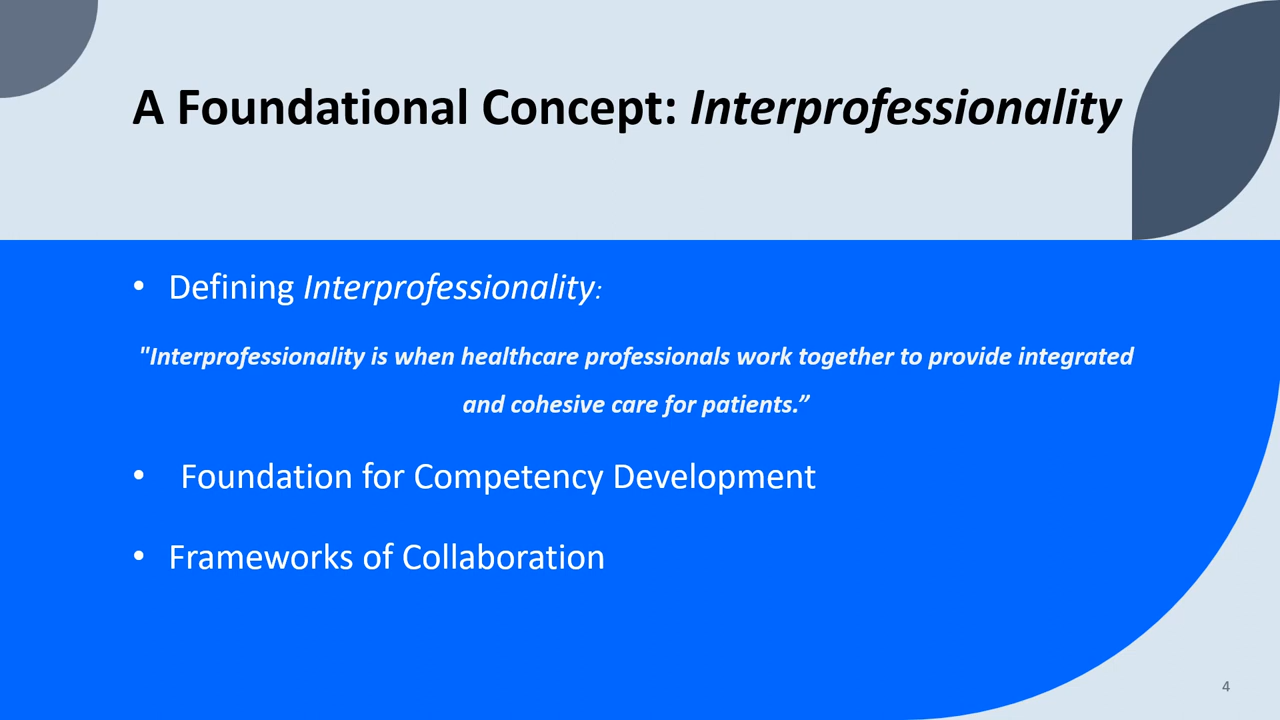 A Foundational Concept: Interprofessionality
• Defining Interprofessionality:
"Interprofessionality is when healthcare professionals work together to provide integrated
and cohesive care for patients.”
• Foundation for Competency Development
• Frameworks of Collaboration
4